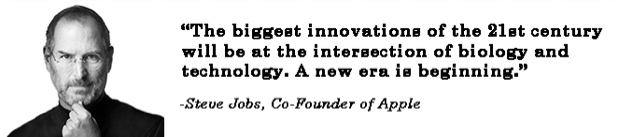 “The biggest innovations of the 21st century
will be at the intersection of biology and
technology. A new era is beginning.”
-Steve Jobs, Co-Founder of Apple